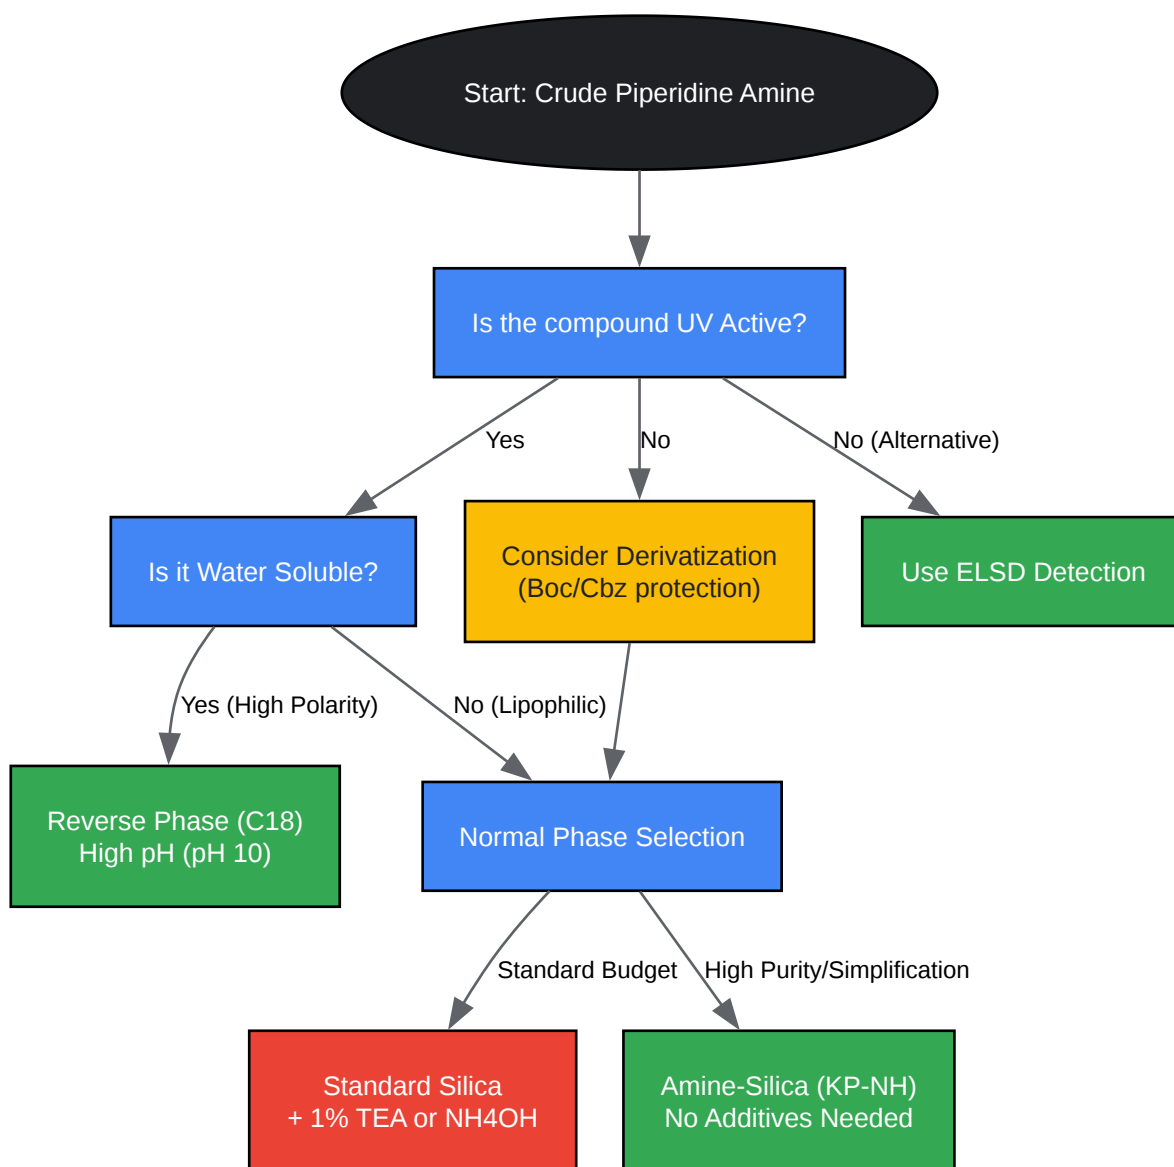 Start: Crude Piperidine Amine
Is the compound UV Active?
Yes
No
No (Alternative)
Is it Water Soluble?
Consider Derivatization
(Boc/Cbz protection)
Use ELSD Detection
Yes (High Polarity)
No (Lipophilic)
Reverse Phase (C18)
High pH (pH 10)
Normal Phase Selection
Standard Budget
High Purity/Simplification
Standard Silica
+ 1% TEA or NH4OH
Amine-Silica (KP-NH)
No Additives Needed